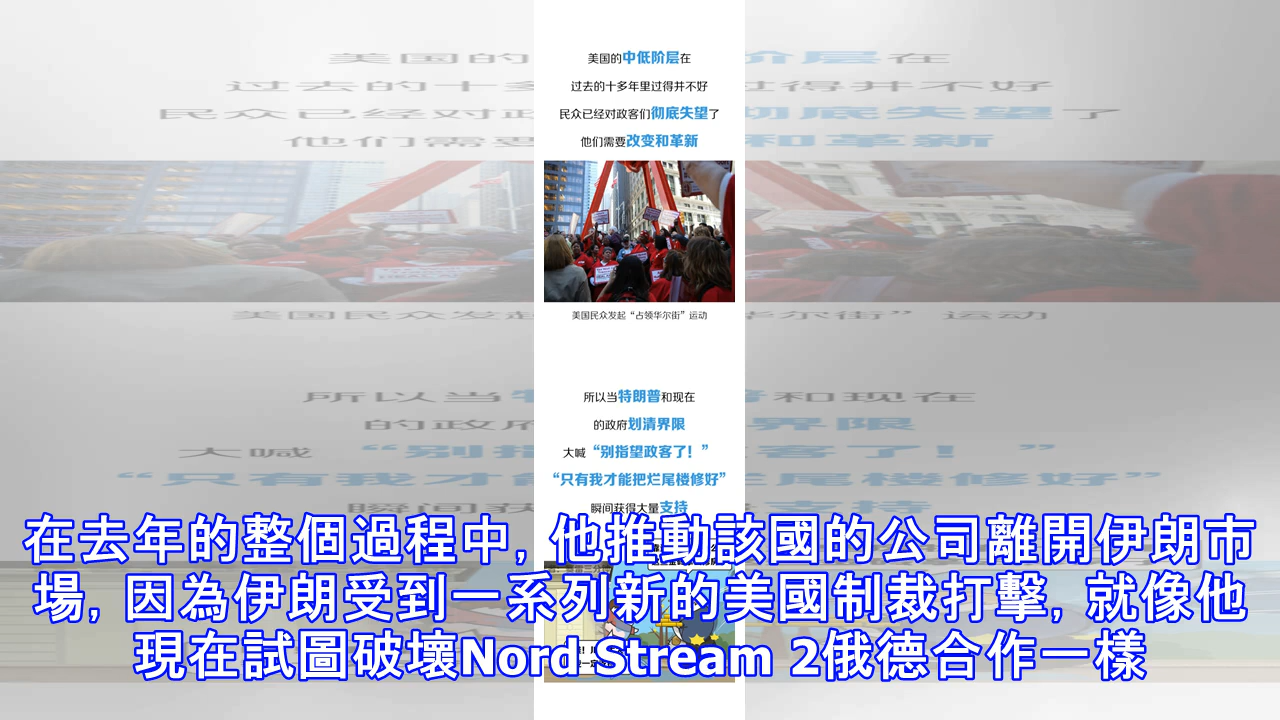 美国的中低阶层在
过去的十多年里过得并不好
民众已经对政客们彻底失望了
他们需要改变和革新
美国民众发起“占领华尔街”运动
所以当特朗普和现在
的政府划清界限
大喊“别指望政客了！”
“只有我才能把烂尾楼修好”
瞬间获得大量支持
在去年的整個過程中, 他推動該國的公司離開伊朗市
場, 因為伊朗受到一系列新的美國制裁打擊, 就像他
現在試圖破壞Nord Stream 2俄德合作一樣